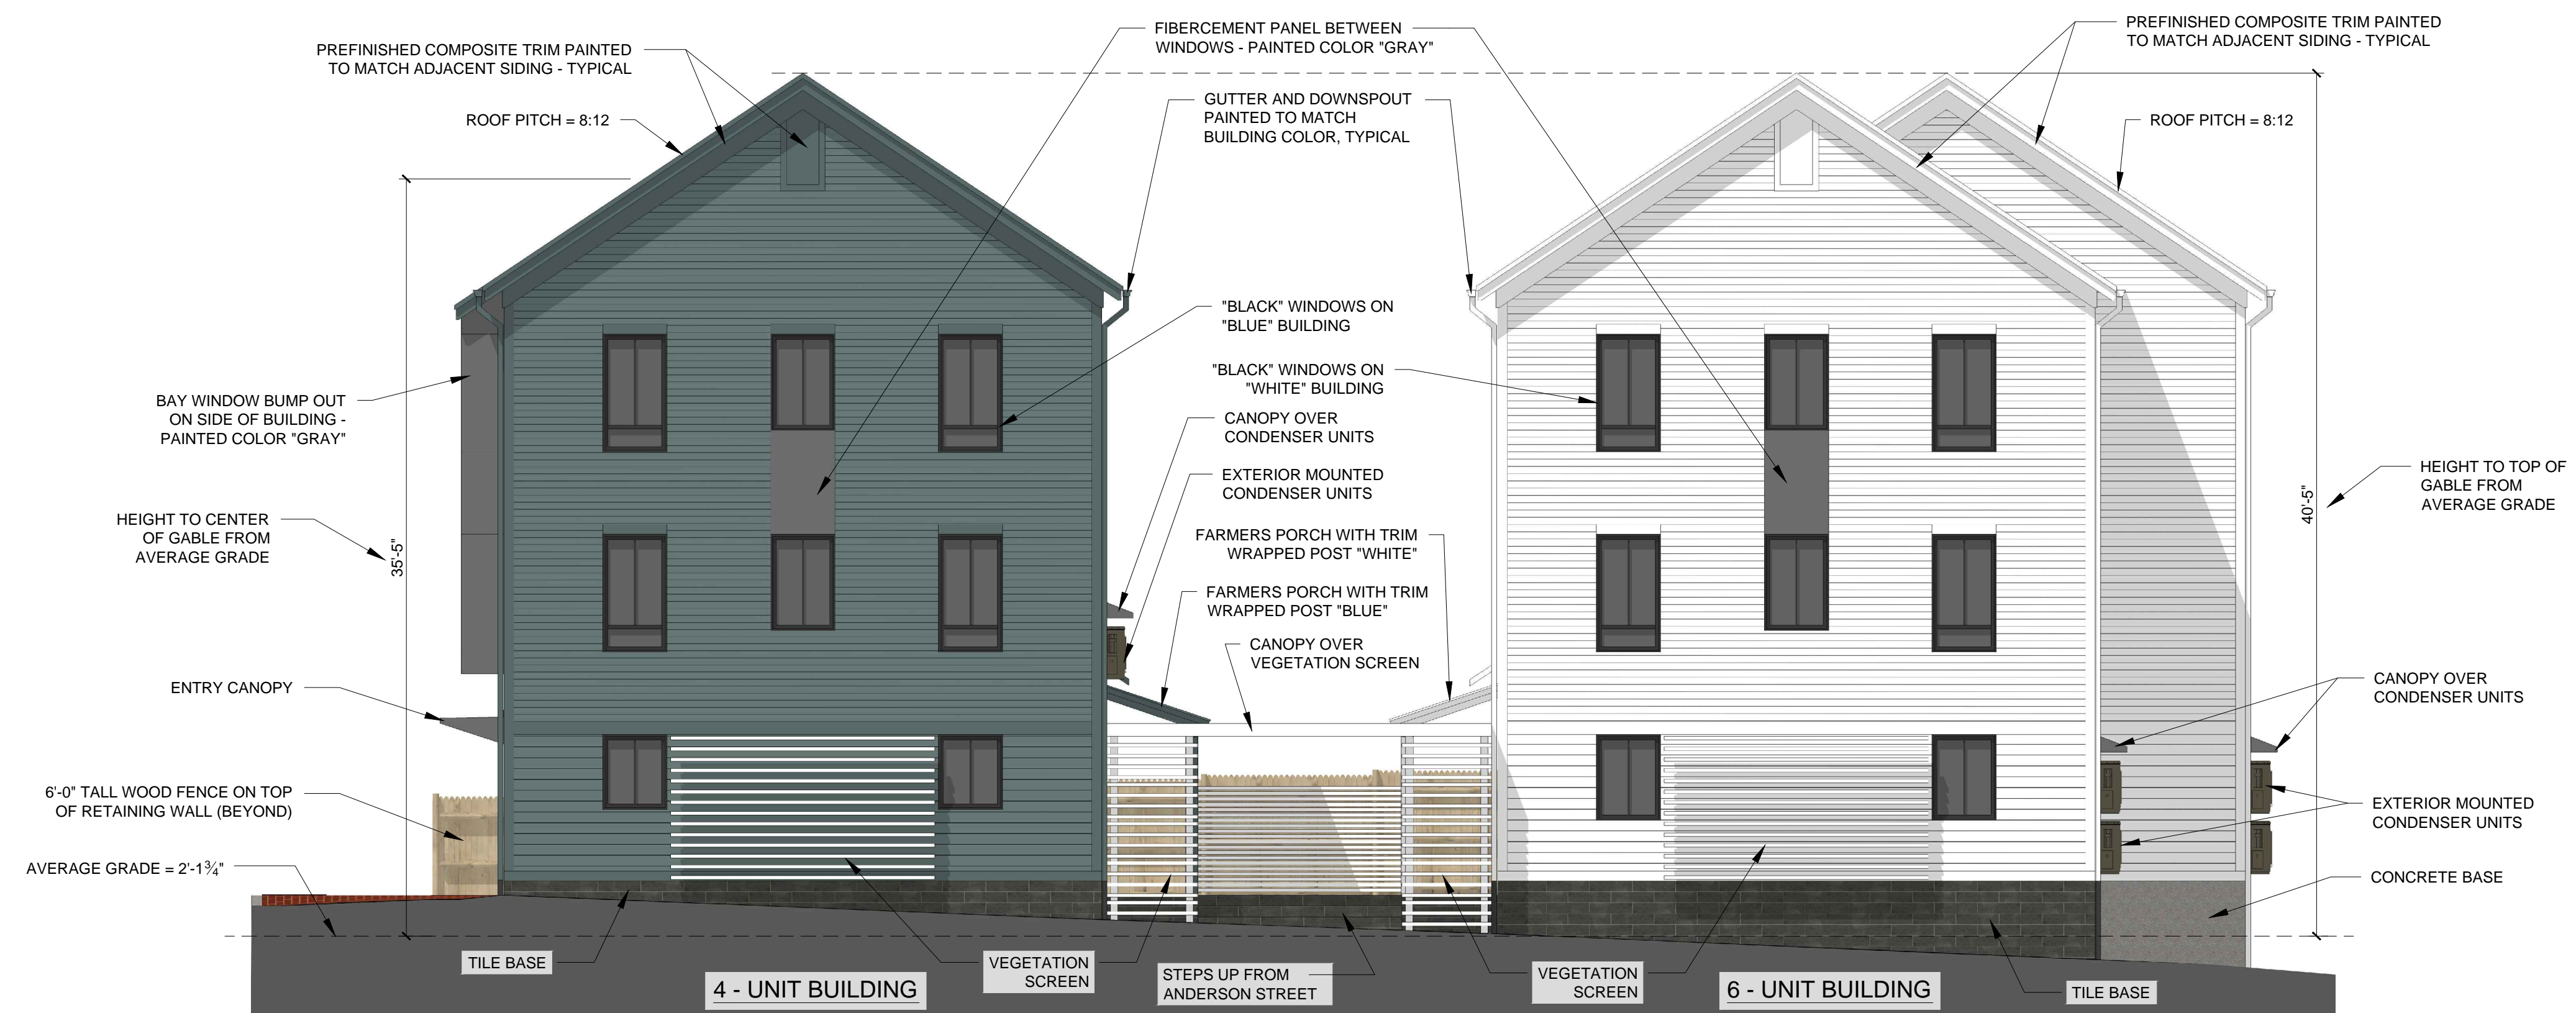 FIBERCEMENT PANEL BETWEEN
WINDOWS - PAINTED COLOR "GRAY"
PREFINISHED COMPOSITE TRIM PAINTED
TO MATCH ADJACENT SIDING - TYPICAL
PREFINISHED COMPOSITE TRIM PAINTED
TO MATCH ADJACENT SIDING - TYPICAL
ROOF PITCH = 8:12
GUTTER AND DOWNSPOUT
PAINTED TO MATCH
BUILDING COLOR, TYPICAL
ROOF PITCH = 8:12
"BLACK" WINDOWS ON
"BLUE" BUILDING
"BLACK" WINDOWS ON
"WHITE" BUILDING
BAY WINDOW BUMP OUT
ON SIDE OF BUILDING -
PAINTED COLOR "GRAY"
CANOPY OVER
CONDENSER UNITS
EXTERIOR MOUNTED
CONDENSER UNITS
HEIGHT TO TOP OF
GABLE FROM
AVERAGE GRADE
40'-5"
HEIGHT TO CENTER
OF GABLE FROM
AVERAGE GRADE
35'-5"
FARMERS PORCH WITH TRIM
WRAPPED POST "WHITE"
FARMERS PORCH WITH TRIM
WRAPPED POST "BLUE"
CANOPY OVER
VEGETATION SCREEN
ENTRY CANOPY
CANOPY OVER
CONDENSER UNITS
6'-0" TALL WOOD FENCE ON TOP
OF RETAINING WALL (BEYOND)
EXTERIOR MOUNTED
CONDENSER UNITS
AVERAGE GRADE = 2'-1¾"
CONCRETE BASE
TILE BASE
VEGETATION
SCREEN
STEPS UP FROM
ANDERSON STREET
VEGETATION
SCREEN
TILE BASE
4 - UNIT BUILDING
6 - UNIT BUILDING